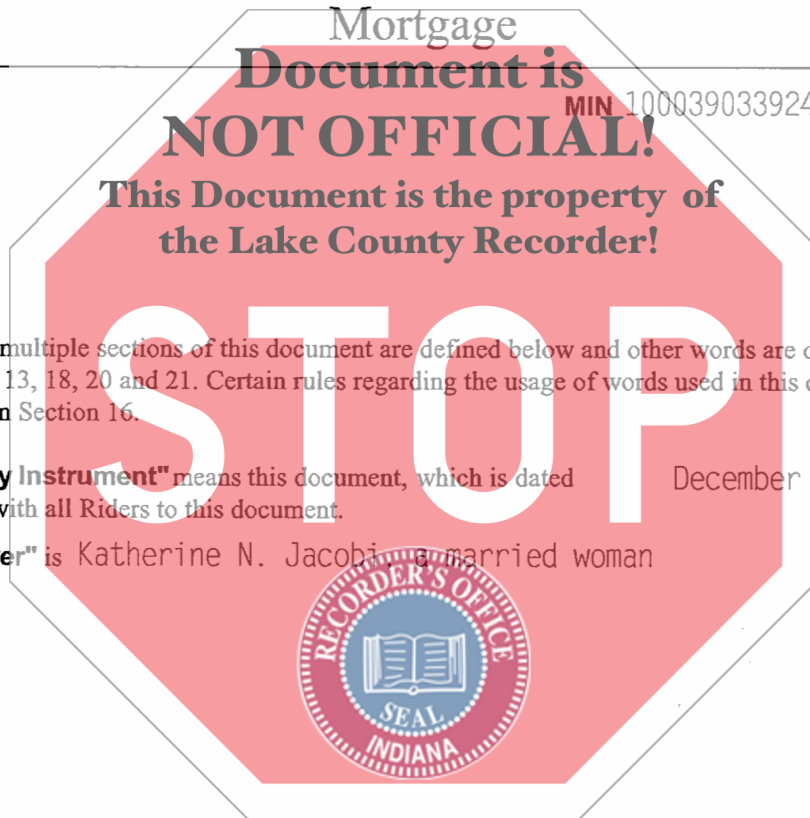 Mortgage
Document is
MIN 100039033924
NOT OFFICIAL!
This Document is the property of
the Lake County Recorder!
STOP
multiple sections of this document are defined below and other words are
13, 18, 20 and 21. Certain rules regarding the usage of words used in this
Section 16.
Instrument" means this document, which is dated December
with all Riders to this document.
er" is Katherine N. Jacobi, a married woman
RECORDER'S OFFICE
SEAL
INDIANA